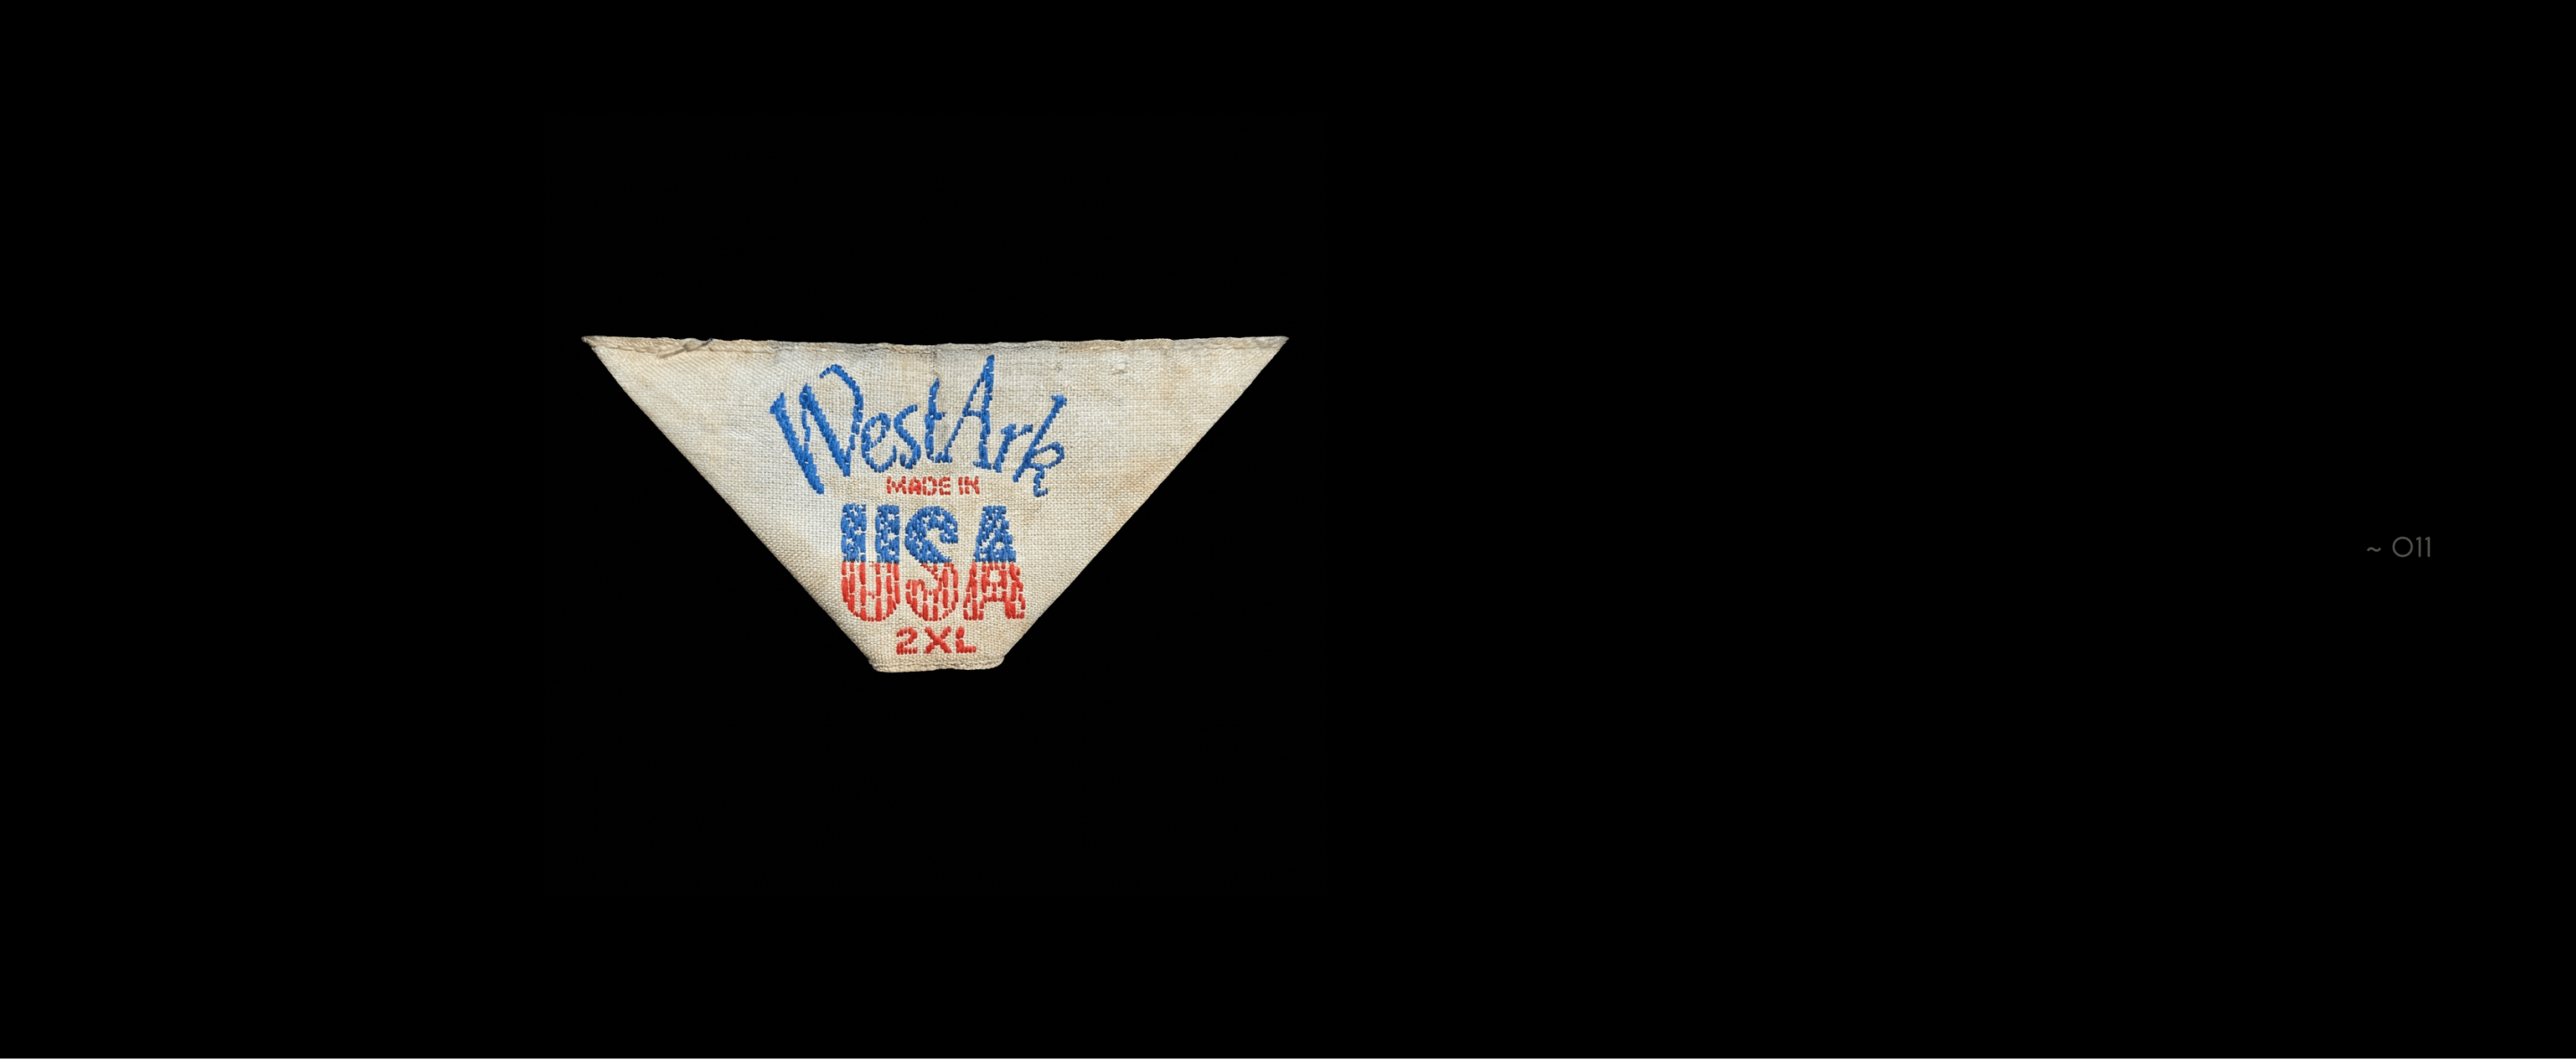 WestArk
MADE IN
USA
2XL
~ 011